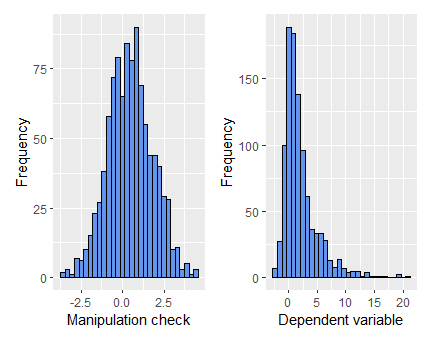 75
50
25
0
Frequency
-2.5 0.0 2.5
Manipulation check
150
100
50
0
Frequency
0 5 10 15 20
Dependent variable